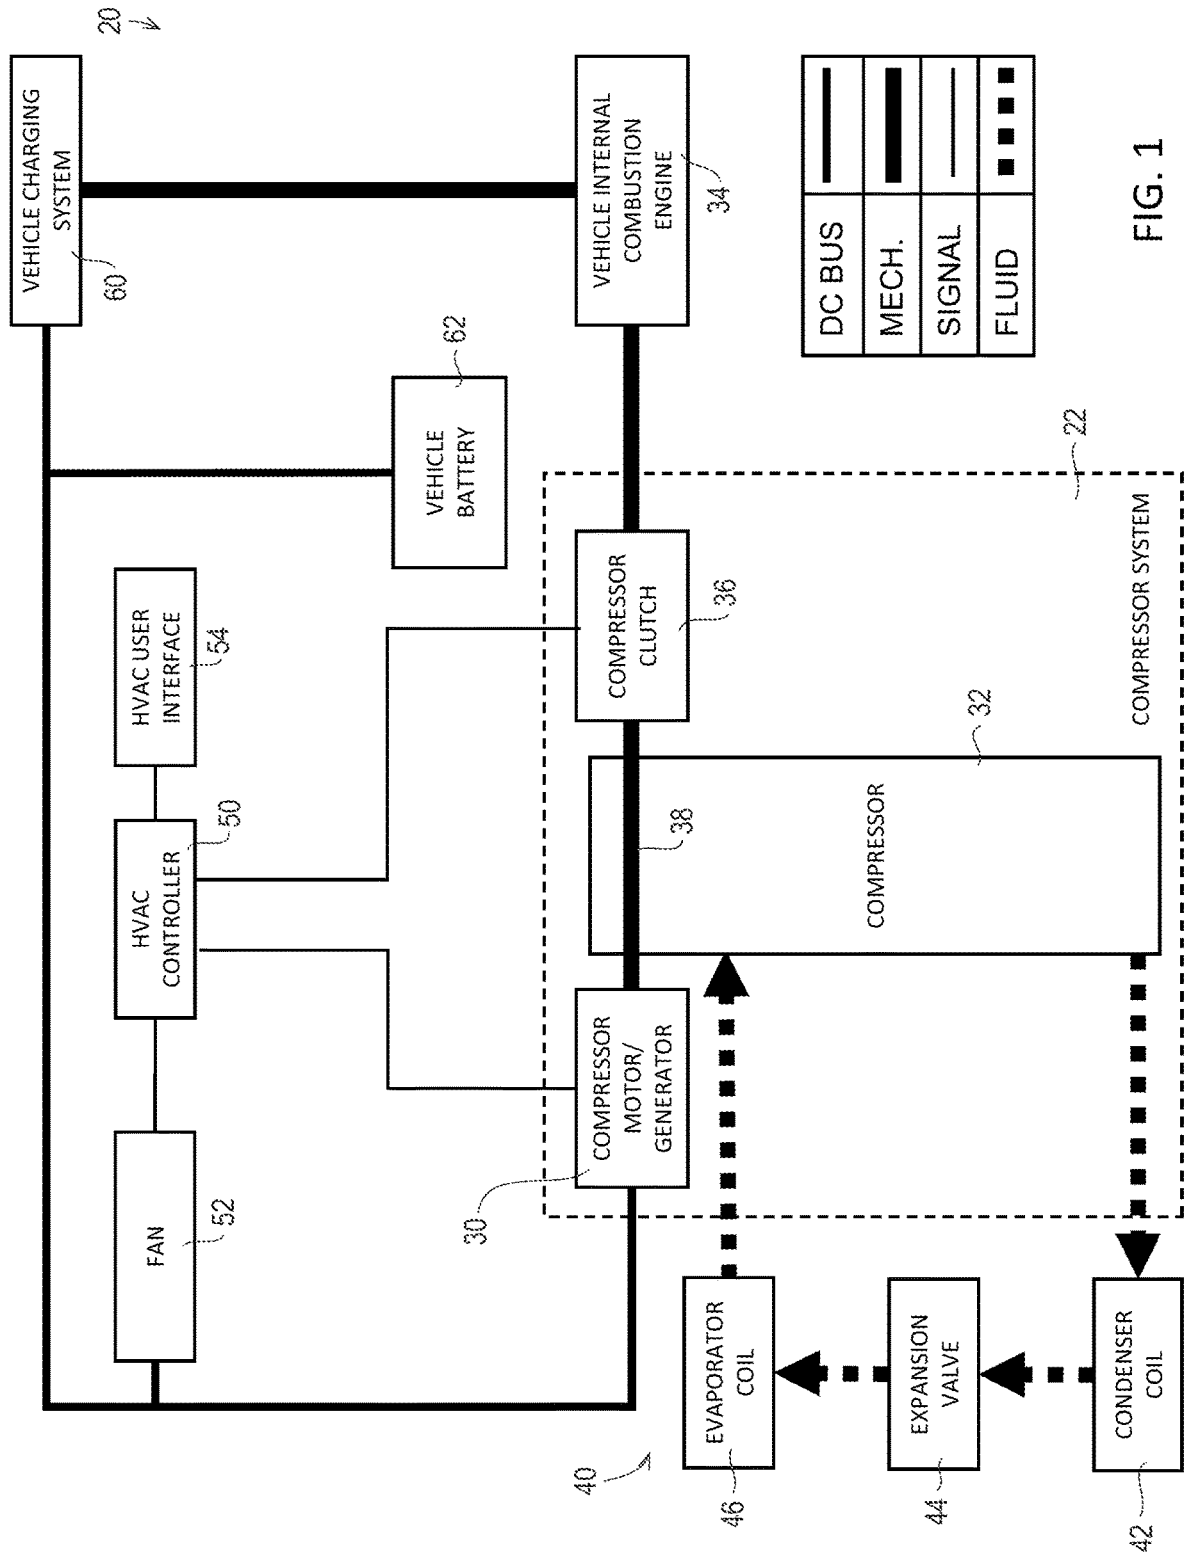 20
VEHICLE CHARGING
SYSTEM
60
VEHICLE INTERNAL
COMBUSTION
ENGINE
34
VEHICLE
BATTERY
62
HVAC USER
INTERFACE
54
HVAC
CONTROLLER
50
FAN
52
COMPRESSOR
CLUTCH
36
COMPRESSOR
MOTOR/
GENERATOR
30
38
COMPRESSOR
32
COMPRESSOR SYSTEM
22
40
EVAPORATOR
COIL
46
EXPANSION
VALVE
44
CONDENSER
COIL
42
DC BUS
MECH.
SIGNAL
FLUID
FIG. 1